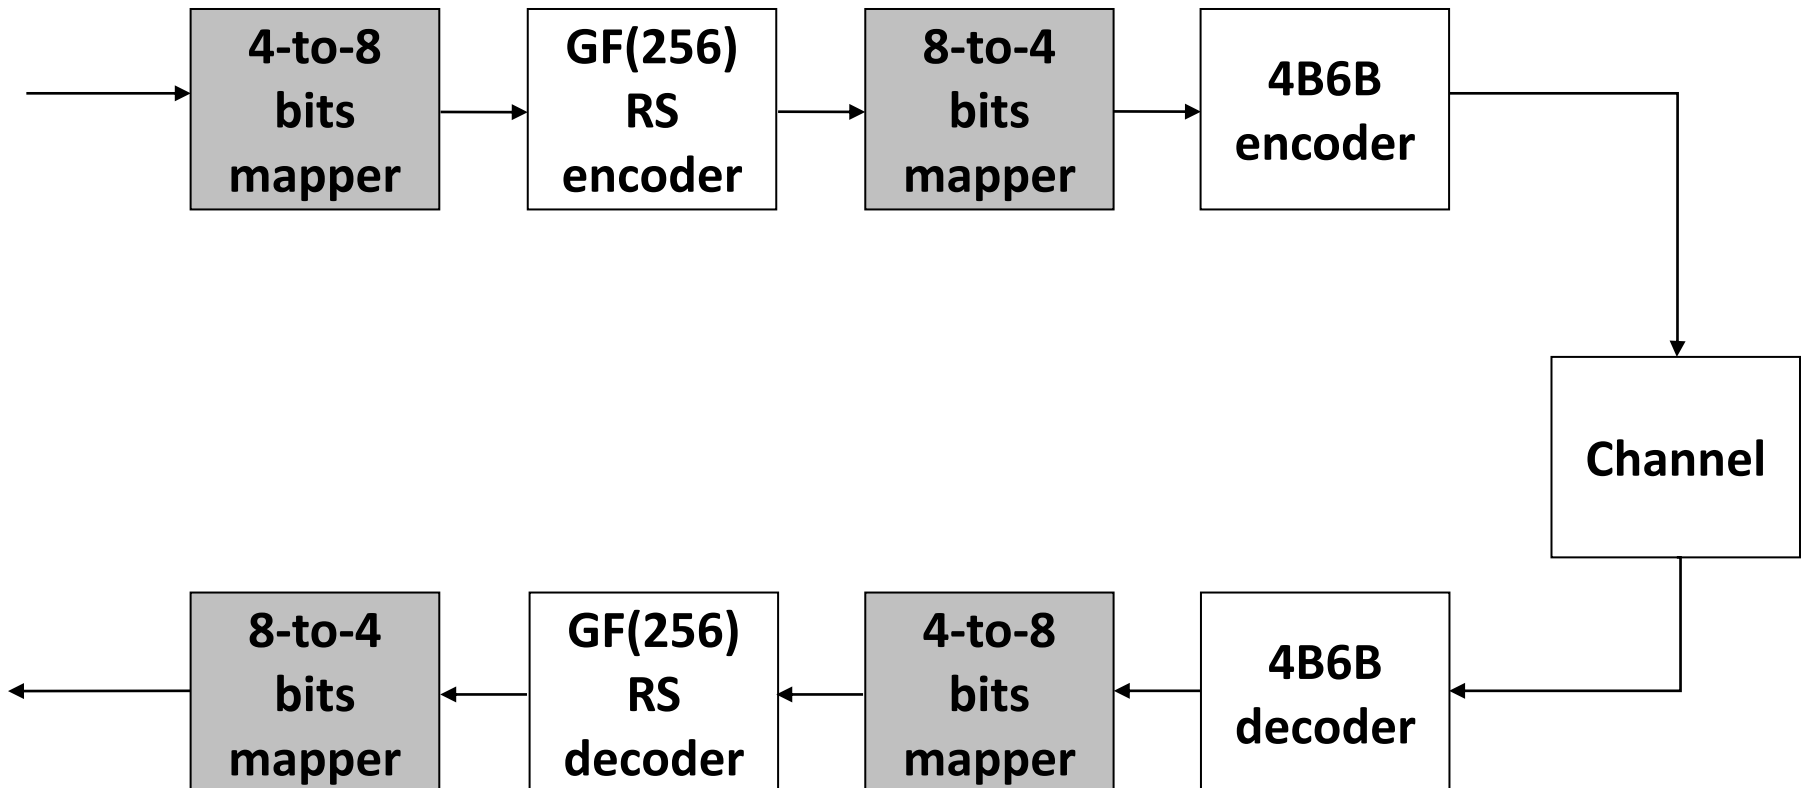 4-to-8
bits
mapper
GF(256)
RS
encoder
8-to-4
bits
mapper
4B6B
encoder
Channel
8-to-4
bits
mapper
GF(256)
RS
decoder
4-to-8
bits
mapper
4B6B
decoder